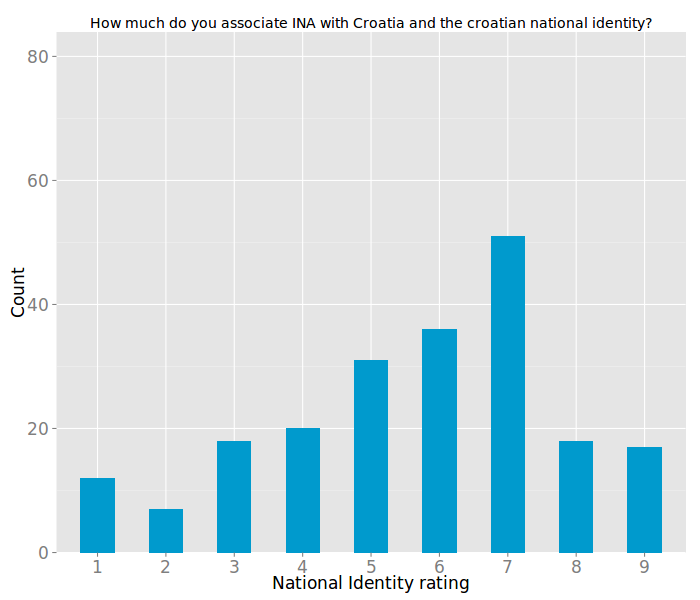 How much do you associate INA with Croatia and the croatian national identity?
80
60
40
20
0
Count
1 2 3 4 5 6 7 8 9
National Identity rating